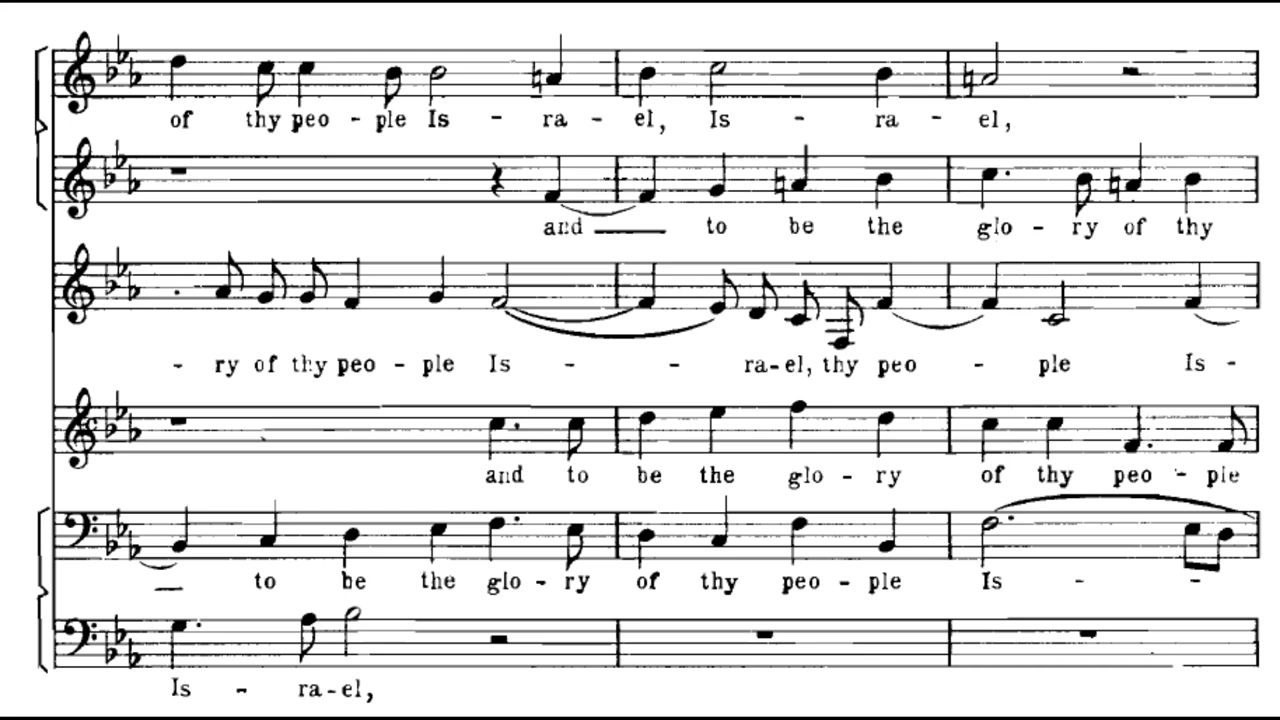 of thy peo - ple Is - ra - el, Is - ra - el,
and to be the glo - ry of thy
- ry of thy peo - ple Is - - ra - el, thy peo - ple Is -
and to be the glo - ry of thy peo - ple
to be the glo - ry of thy peo - ple Is - -
Is - ra - el,